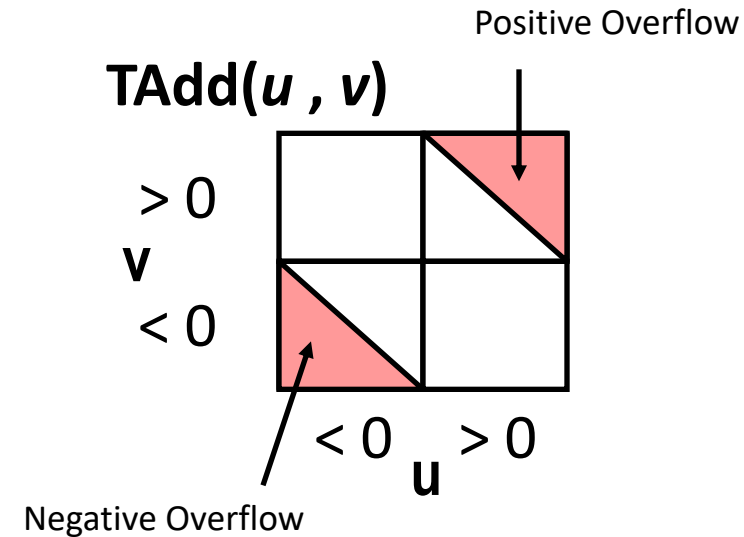 Positive Overflow
TAdd(u , v)
> 0
v
< 0
< 0 > 0
u
Negative Overflow